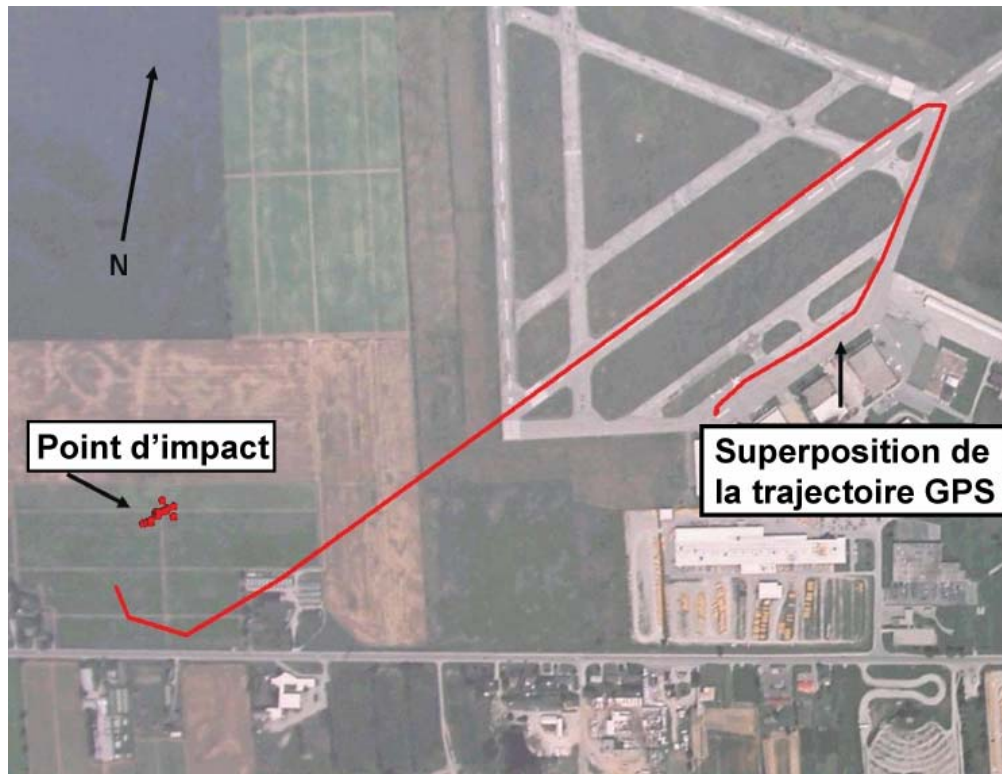 N
Point d'impact
Superposition de
la trajectoire GPS